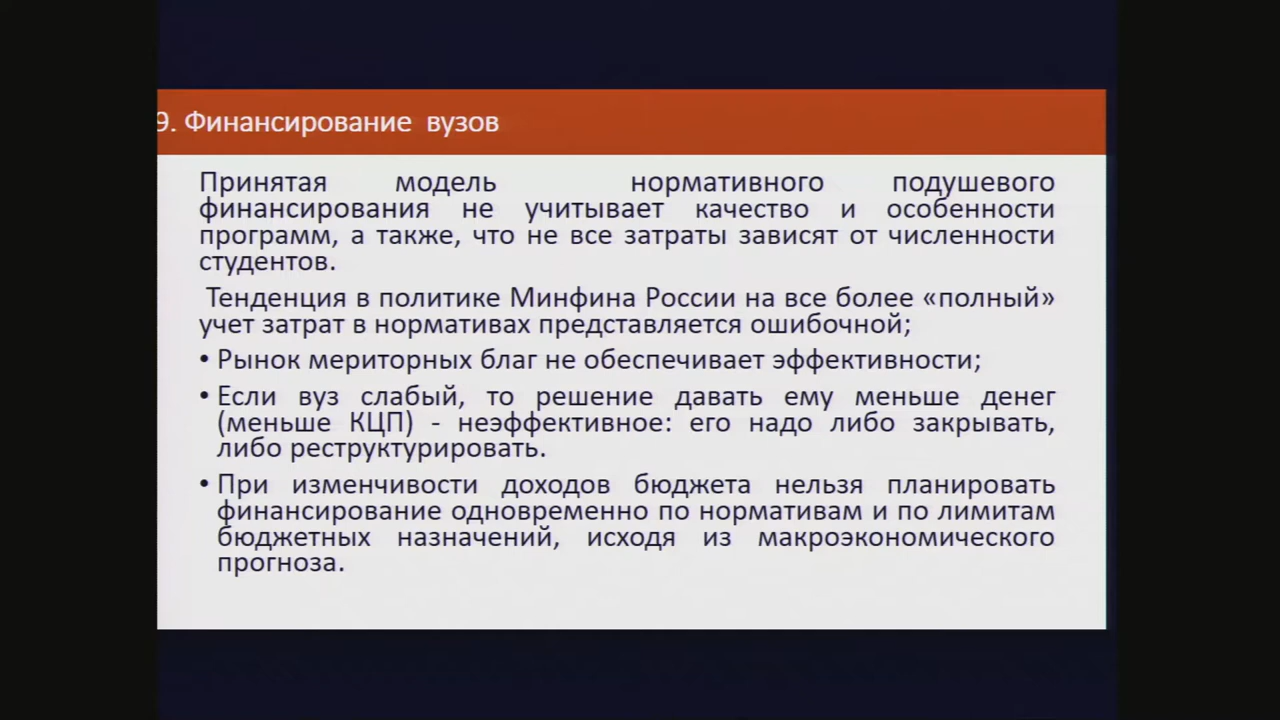 9. Финансирование вузов
Принятая модель нормативного подушевого
финансирования не учитывает качество и особенности
программ, а также, что не все затраты зависят от численности
студентов.
Тенденция в политике Минфина России на все более «полный»
учет затрат в нормативах представляется ошибочной;
• Рынок мериторных благ не обеспечивает эффективности;
• Если вуз слабый, то решение давать ему меньше денег
(меньше КЦП) - неэффективное: его надо либо закрывать,
либо реструктурировать.
• При изменчивости доходов бюджета нельзя планировать
финансирование одновременно по нормативам и по лимитам
бюджетных назначений, исходя из макроэкономического
прогноза.